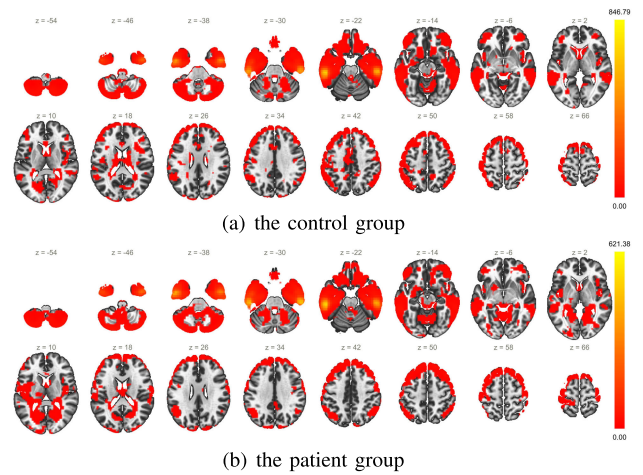 846.79
z = -54 z = -46 z = -38 z = -30 z = -22 z = -14 z = -6 z = 2
z = 10 z = 18 z = 26 z = 34 z = 42 z = 50 z = 58 z = 66
0.00
(a) the control group
621.38
z = -54 z = -46 z = -38 z = -30 z = -22 z = -14 z = -6 z = 2
z = 10 z = 18 z = 26 z = 34 z = 42 z = 50 z = 58 z = 66
0.00
(b) the patient group